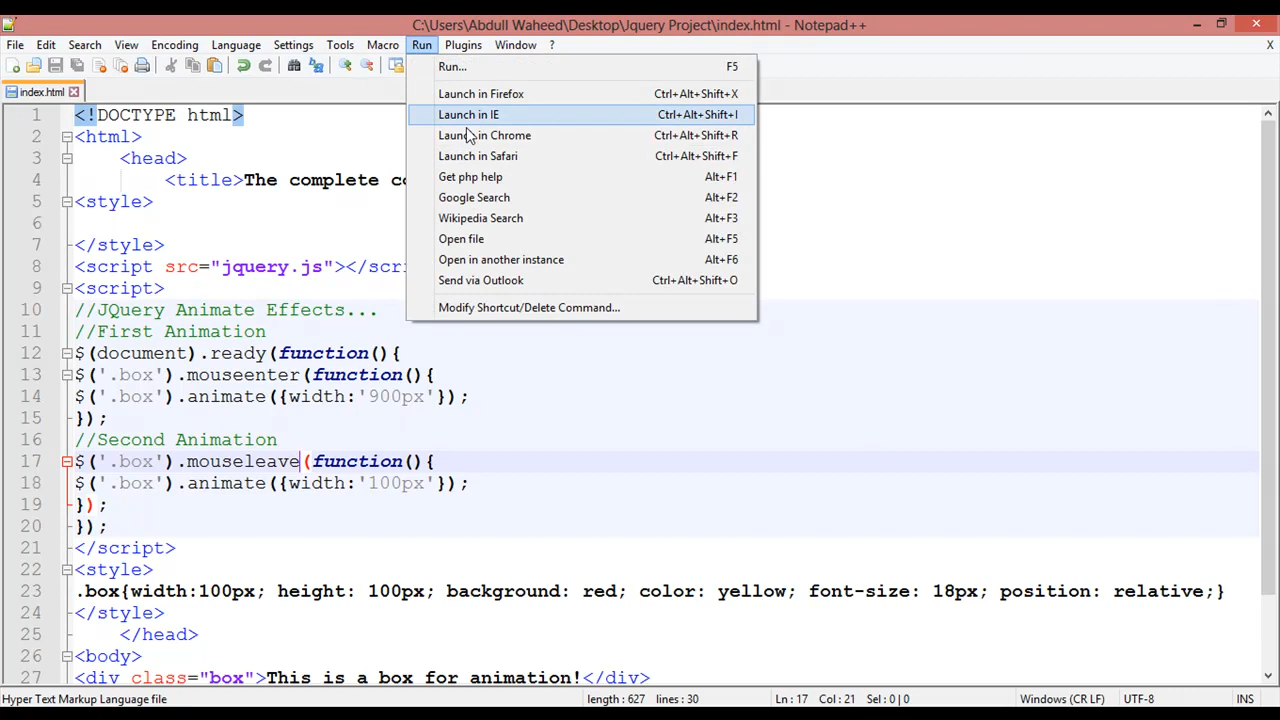 C:\Users\Abdull Waheed\Desktop\Jquery Project\index.html - Notepad++
File Edit Search View Encoding Language Settings Tools Macro Run Plugins Window ? X
index.html
Run... F5
Launch in Firefox Ctrl+Alt+Shift+X
Launch in IE Ctrl+Alt+Shift+I
Launch in Chrome Ctrl+Alt+Shift+R
Launch in Safari Ctrl+Alt+Shift+F
Get php help Alt+F1
Google Search Alt+F2
Wikipedia Search Alt+F3
Open file Alt+F5
Open in another instance Alt+F6
Send via Outlook Ctrl+Alt+Shift+O
Modify Shortcut/Delete Command...
1 <!DOCTYPE html>
2 <html>
3 <head>
4 <title>The complete co
5 <style>
6
7 </style>
8 <script src="jquery.js"></scri
9 <script>
10 //JQuery Animate Effects...
11 //First Animation
12 $(document).ready(function(){
13 $('.box').mouseenter(function(){
14 $('.box').animate({width:'900px'});
15 });
16 //Second Animation
17 $('.box').mouseleave(function(){
18 $('.box').animate({width:'100px'});
19 });
20 });
21 </script>
22 <style>
23 .box{width:100px; height: 100px; background: red; color: yellow; font-size: 18px; position: relative;}
24 </style>
25 </head>
26 <body>
27 <div class="box">This is a box for animation!</div>
Hyper Text Markup Language file length : 627 lines : 30 Ln : 17 Col : 21 Sel : 0 | 0 Windows (CR LF) UTF-8 INS